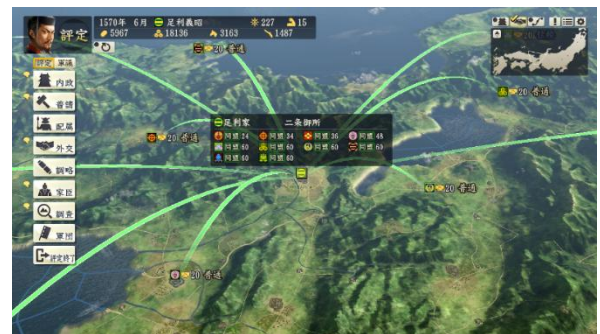 評定
1570年 6月 足利義昭 227 15
5967 18136 3163 1487
20 普通
評定 軍議
内政
普請
配属
外交
調略
家臣
調査
軍団
評定終了
足利家 二条御所
同盟 24 同盟 34 同盟 36 同盟 48
同盟 60 同盟 60 同盟 60 同盟 60
同盟 60 同盟 60
20 普通
20 普通
20 普通
20 普通